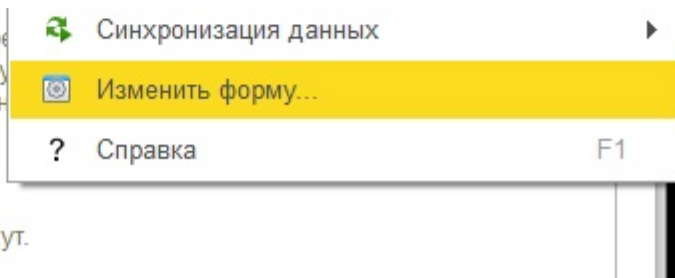 Синхронизация данных
Изменить форму...
? Справка F1
ут.